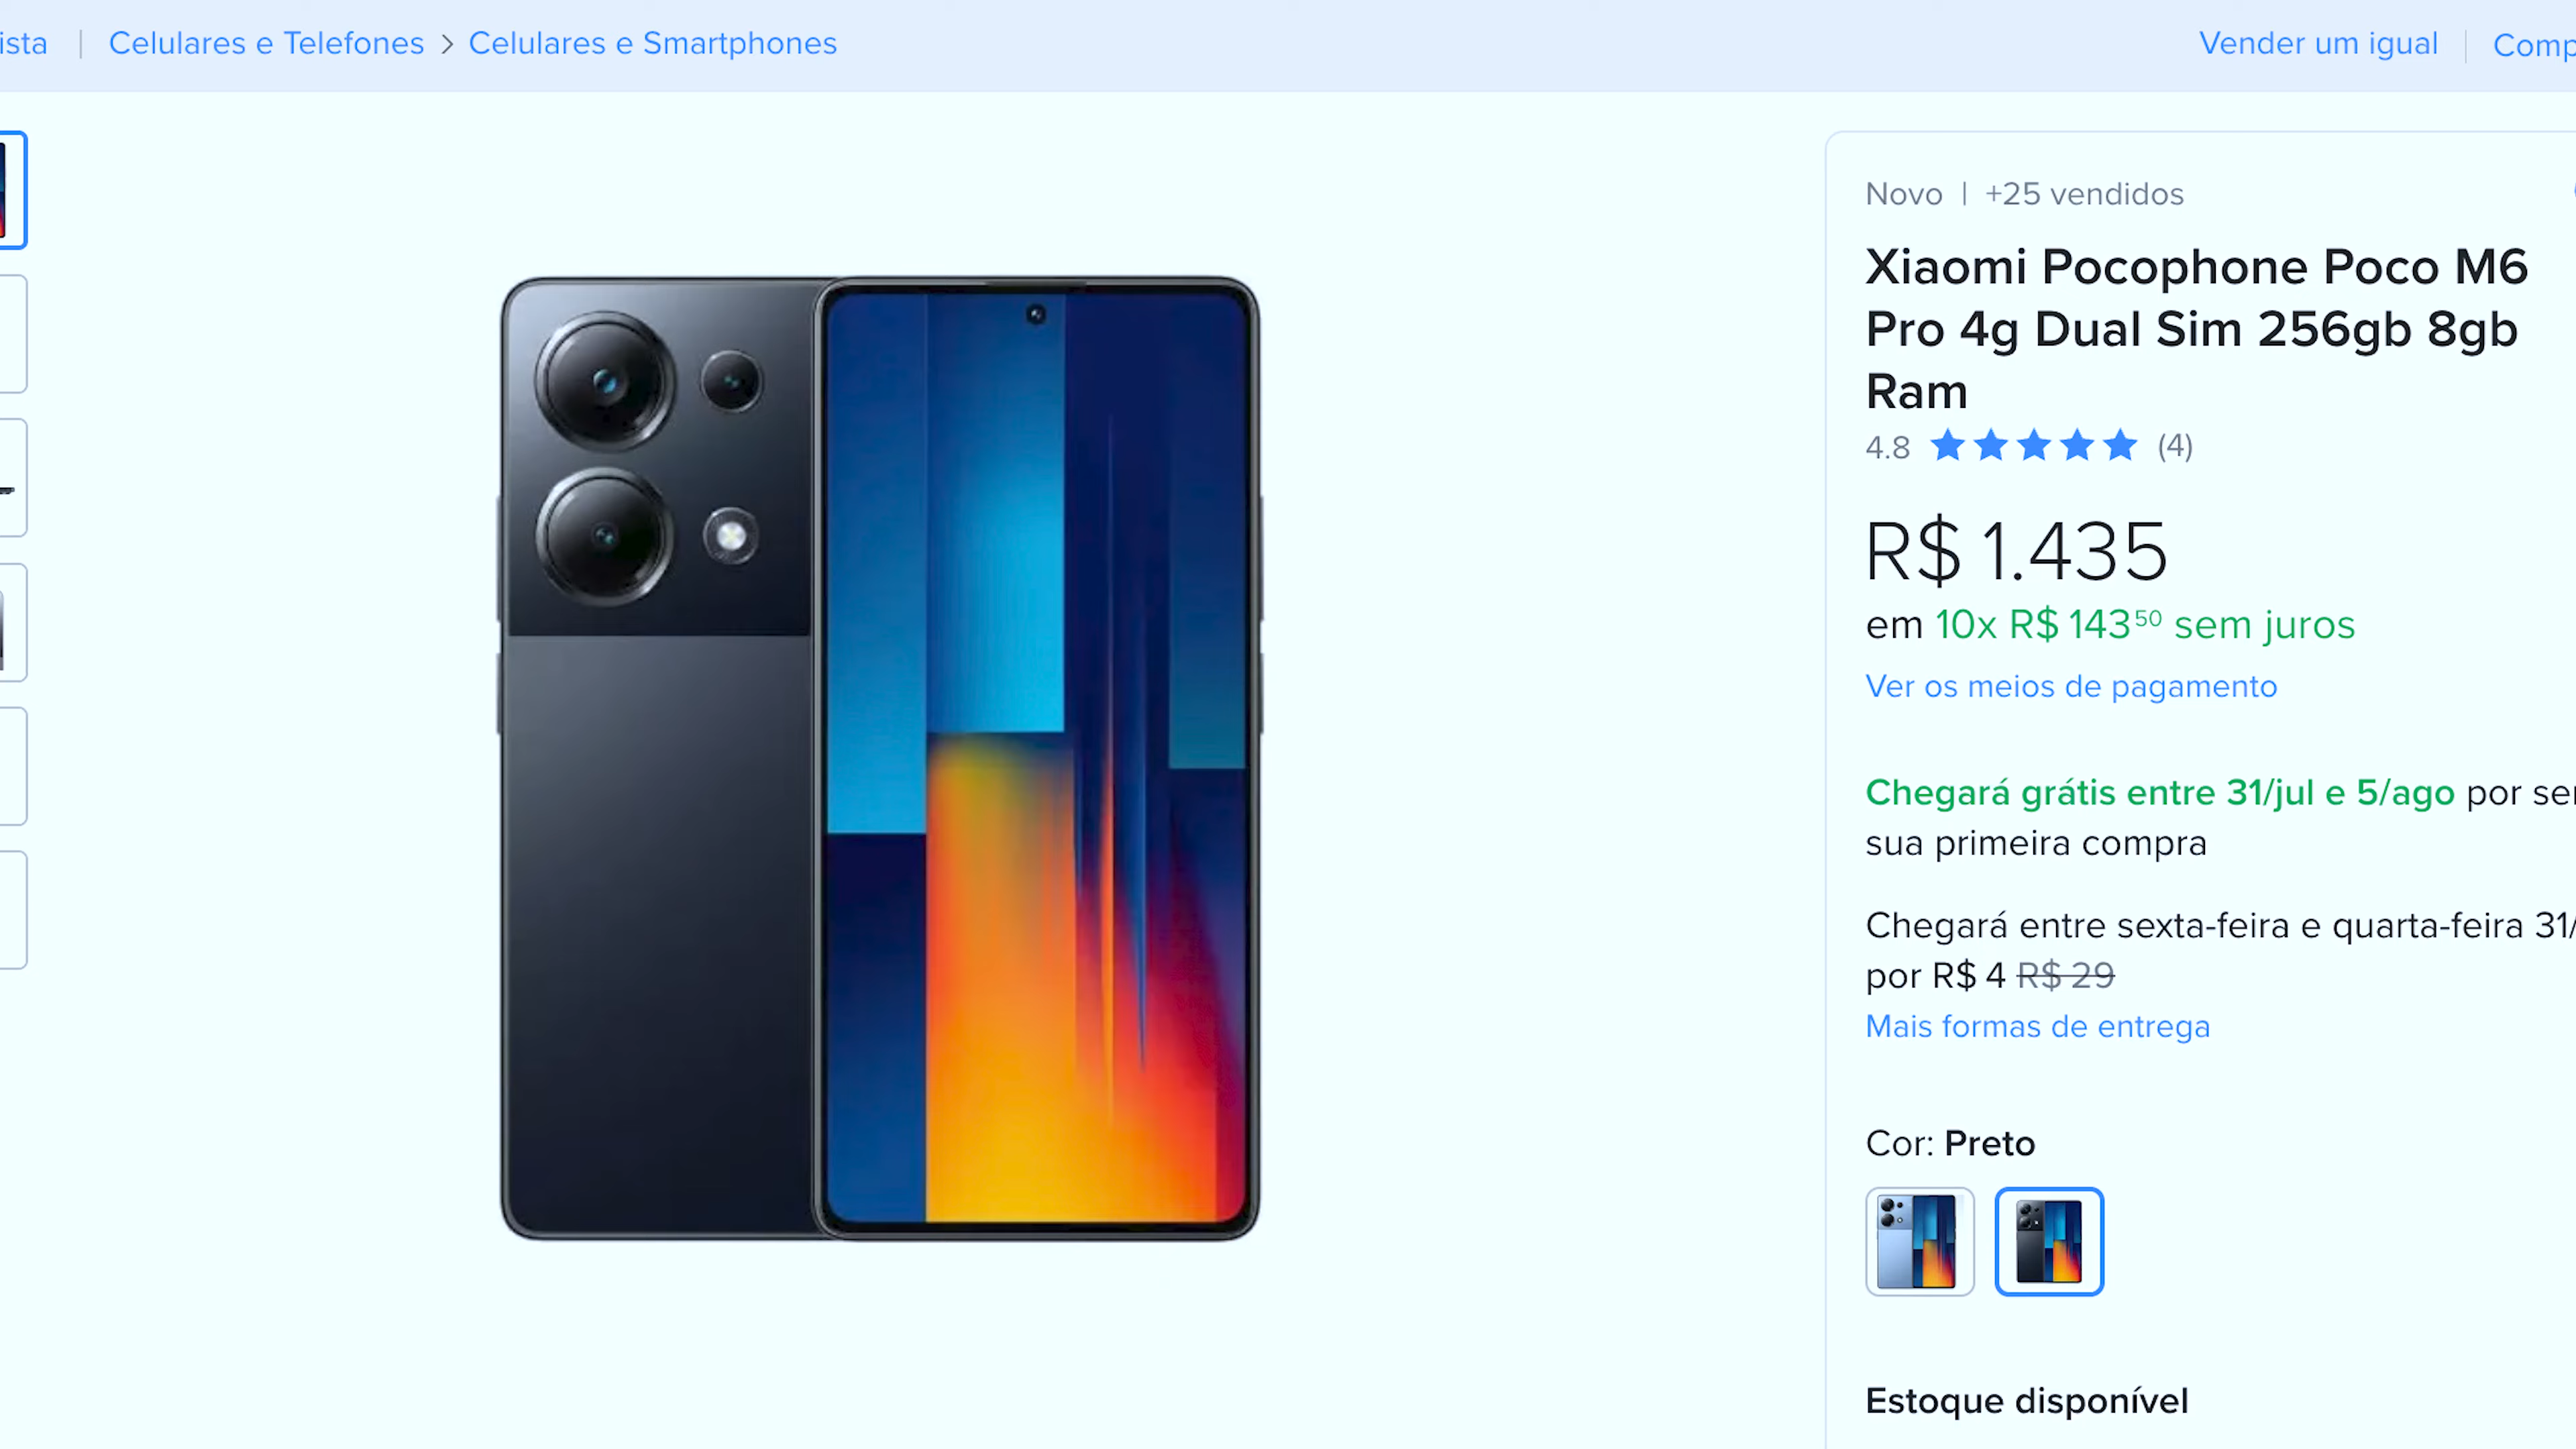 Celulares e Telefones > Celulares e Smartphones
Vender um igual
Novo | +25 vendidos
Xiaomi Pocophone Poco M6
Pro 4g Dual Sim 256gb 8gb
Ram
4.8 (4)
R$ 1.435
em 10x R$ 143 50 sem juros
Ver os meios de pagamento
Chegará grátis entre 31/jul e 5/ago por
sua primeira compra
Chegará entre sexta-feira e quarta-feira 31/
por R$ 4 R$ 29
Mais formas de entrega
Cor: Preto
Estoque disponível